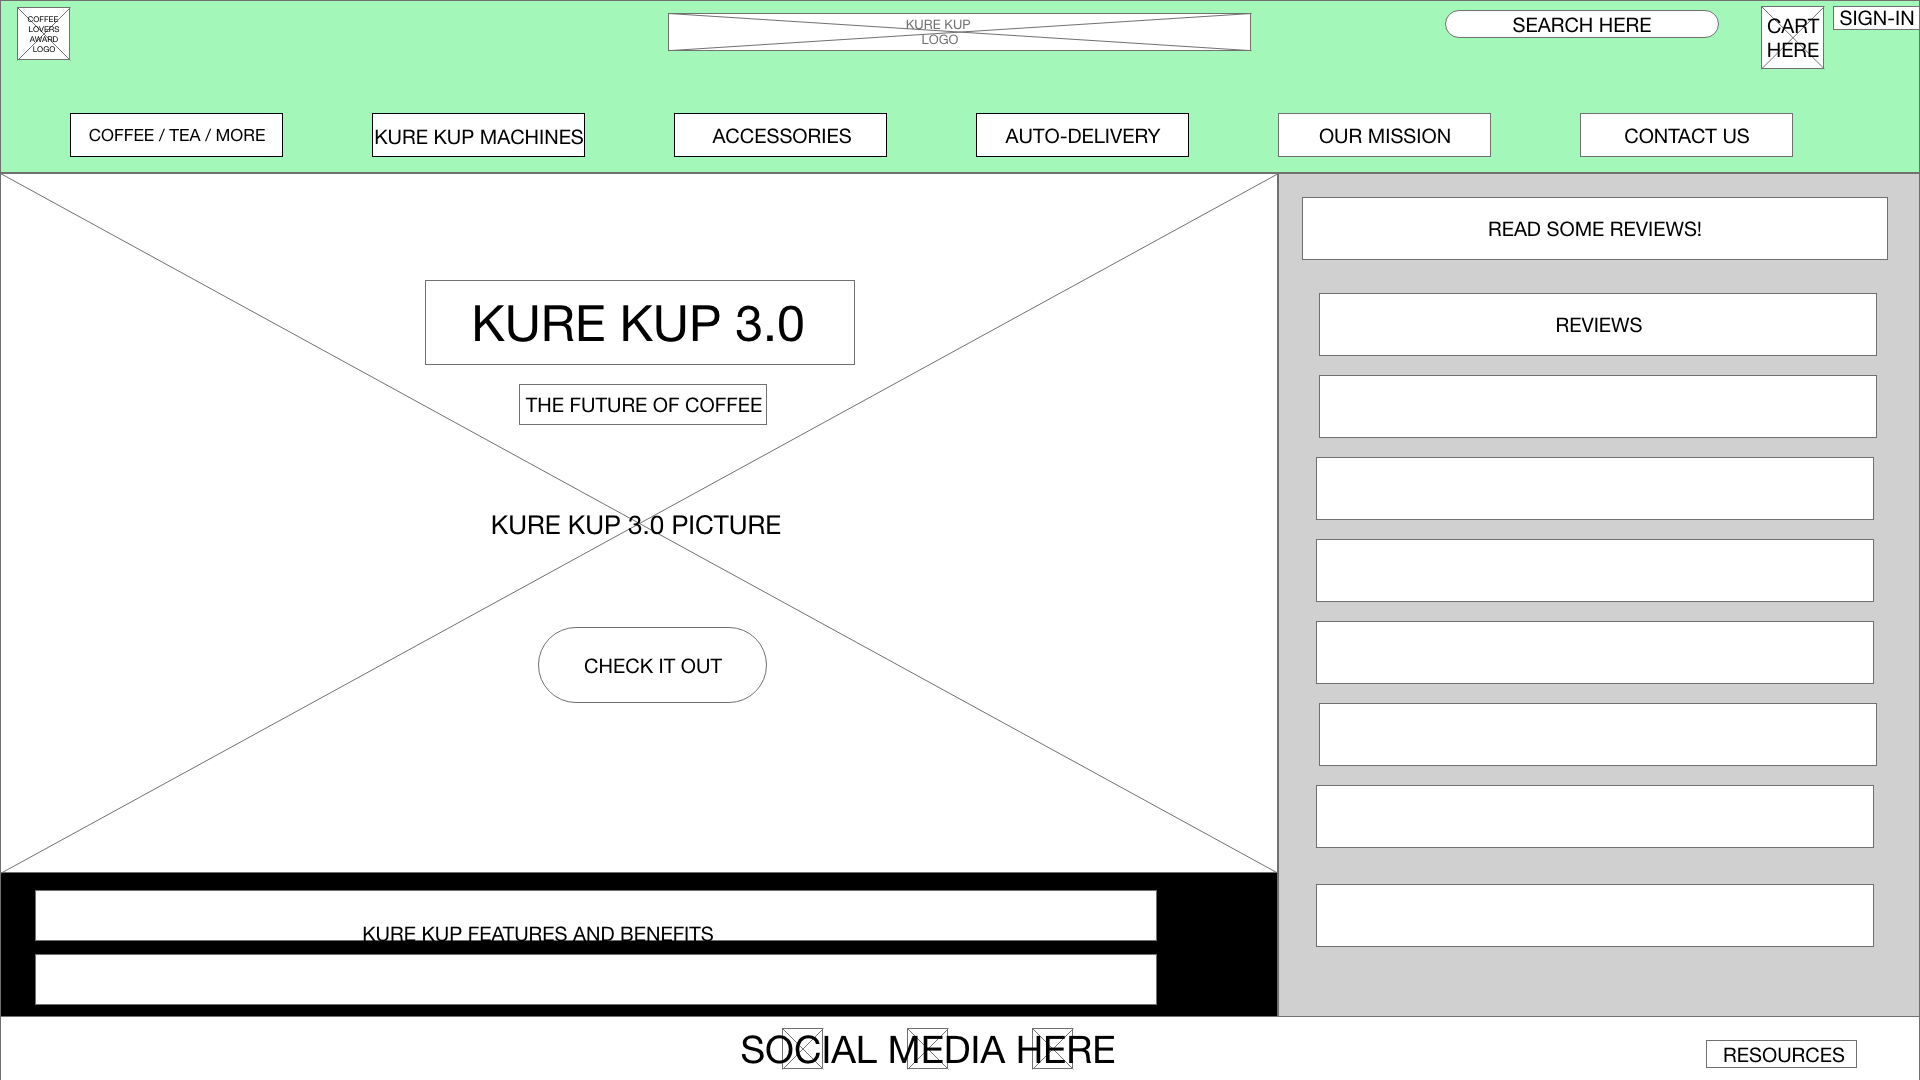 COFFEE
LOVERS
AWARD
LOGO
KURE KUP
LOGO
SEARCH HERE
CART
HERE
SIGN-IN
COFFEE / TEA / MORE
KURE KUP MACHINES
ACCESSORIES
AUTO-DELIVERY
OUR MISSION
CONTACT US
KURE KUP 3.0
THE FUTURE OF COFFEE
KURE KUP 3.0 PICTURE
CHECK IT OUT
READ SOME REVIEWS!
REVIEWS
KURE KUP FEATURES AND BENEFITS
SOCIAL MEDIA HERE
RESOURCES